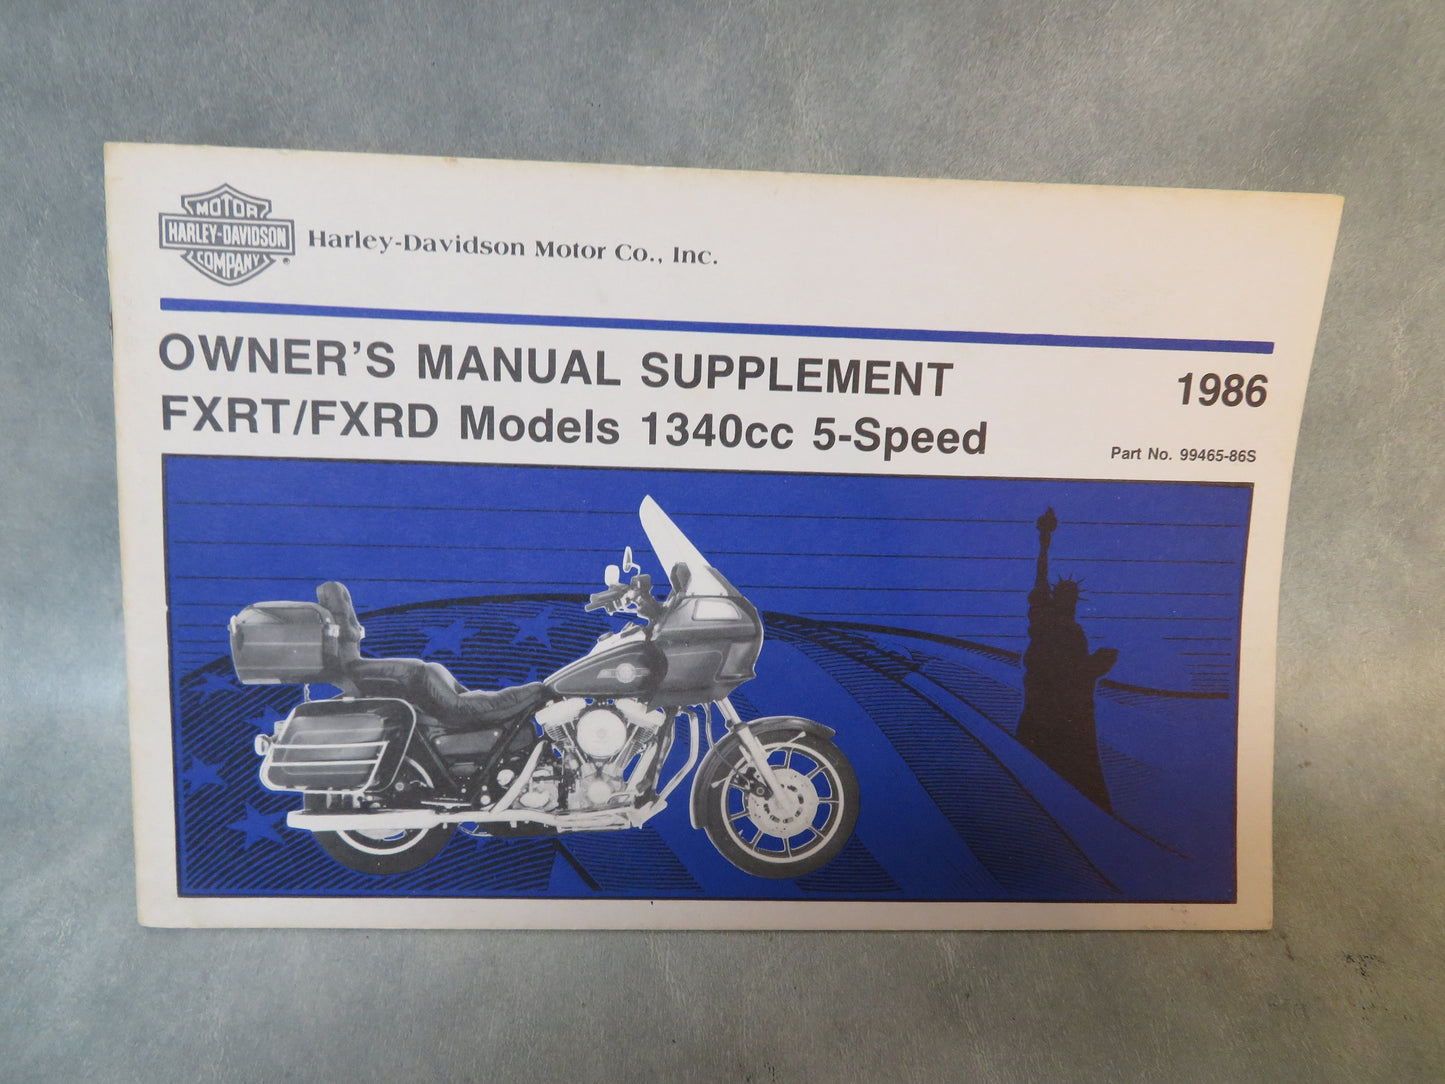 MOTOR
HARLEY-DAVIDSON
COMPANY
®
Harley-Davidson Motor Co., Inc.
OWNER'S MANUAL SUPPLEMENT
1986
FXRT/FXRD Models 1340cc 5-Speed
Part No. 99465-86S